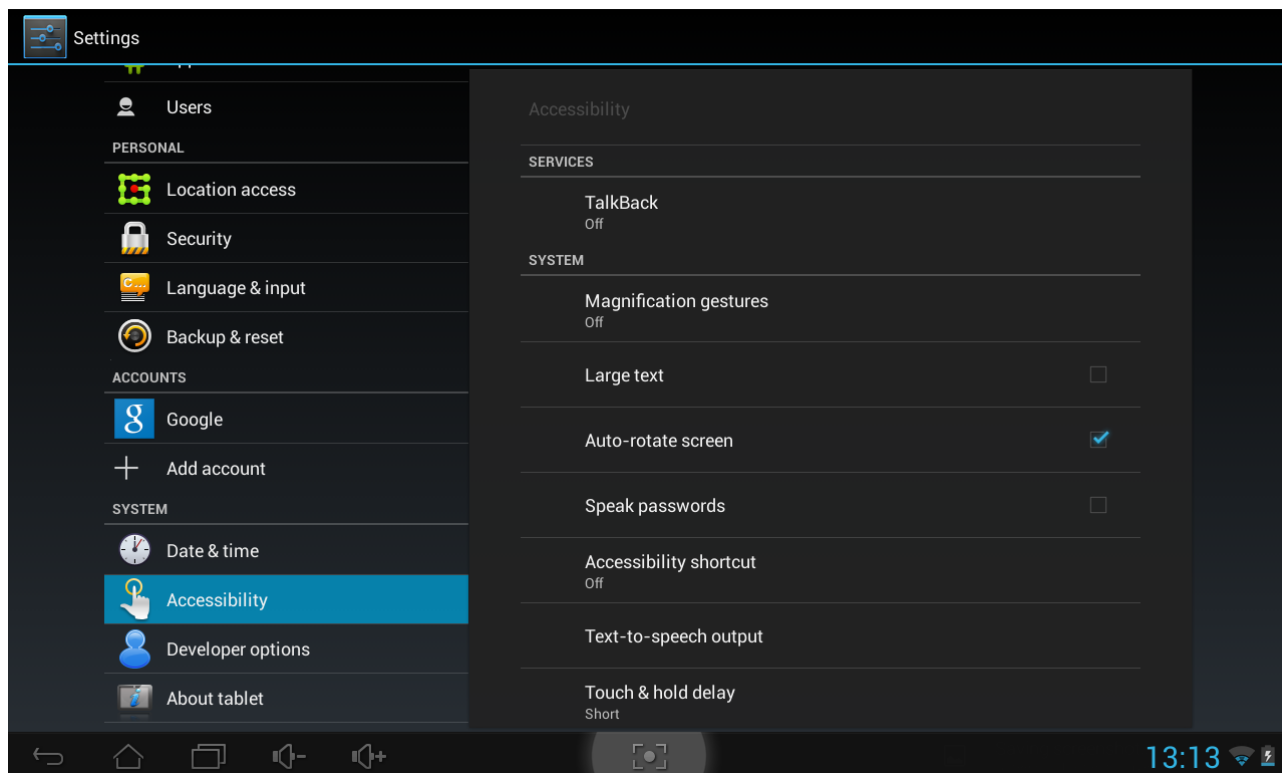 Settings
Users
PERSONAL
Location access
Security
Language & input
Backup & reset
ACCOUNTS
Google
Add account
SYSTEM
Date & time
Accessibility
Developer options
About tablet
Accessibility
SERVICES
TalkBack
Off
SYSTEM
Magnification gestures
Off
Large text
Auto-rotate screen
Speak passwords
Accessibility shortcut
Off
Text-to-speech output
Touch & hold delay
Short
13:13